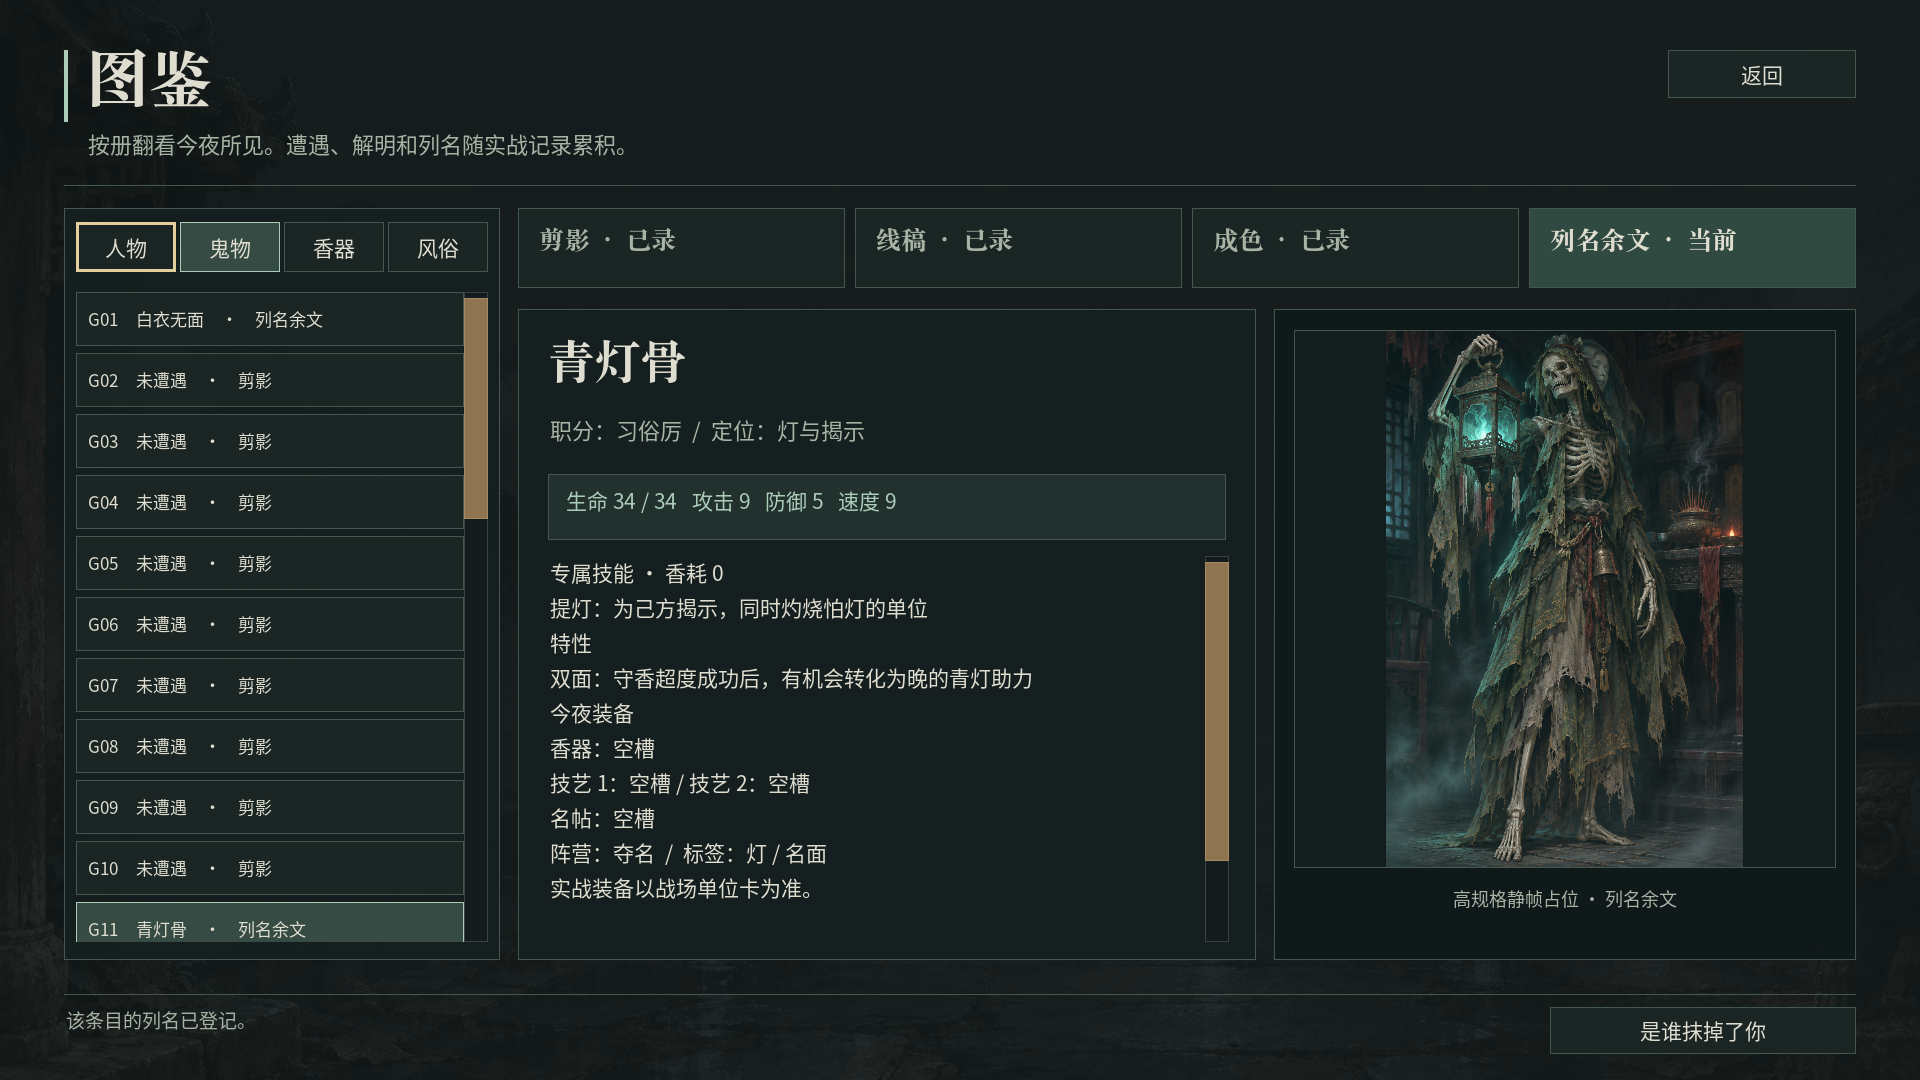 图鉴
返回
按册翻看今夜所见。遭遇、解明和列名随实战记录累积。
人物 鬼物 香器 风俗
剪影 · 已录
线稿 · 已录
成色 · 已录
列名余文 · 当前
G01 白衣无面 · 列名余文
G02 未遭遇 · 剪影
G03 未遭遇 · 剪影
G04 未遭遇 · 剪影
G05 未遭遇 · 剪影
G06 未遭遇 · 剪影
G07 未遭遇 · 剪影
G08 未遭遇 · 剪影
G09 未遭遇 · 剪影
G10 未遭遇 · 剪影
G11 青灯骨 · 列名余文
青灯骨
职分：习俗厉 / 定位：灯与揭示
生命 34 / 34 攻击 9 防御 5 速度 9
专属技能 · 香耗 0
提灯：为己方揭示，同时灼烧怕灯的单位
特性
双面：守香超度成功后，有机会转化为晚的青灯助力
今夜装备
香器：空槽
技艺 1：空槽 / 技艺 2：空槽
名帖：空槽
阵营：夺名 / 标签：灯 / 名面
实战装备以战场单位卡为准。
高规格静帧占位 · 列名余文
该条目的列名已登记。
是谁抹掉了你